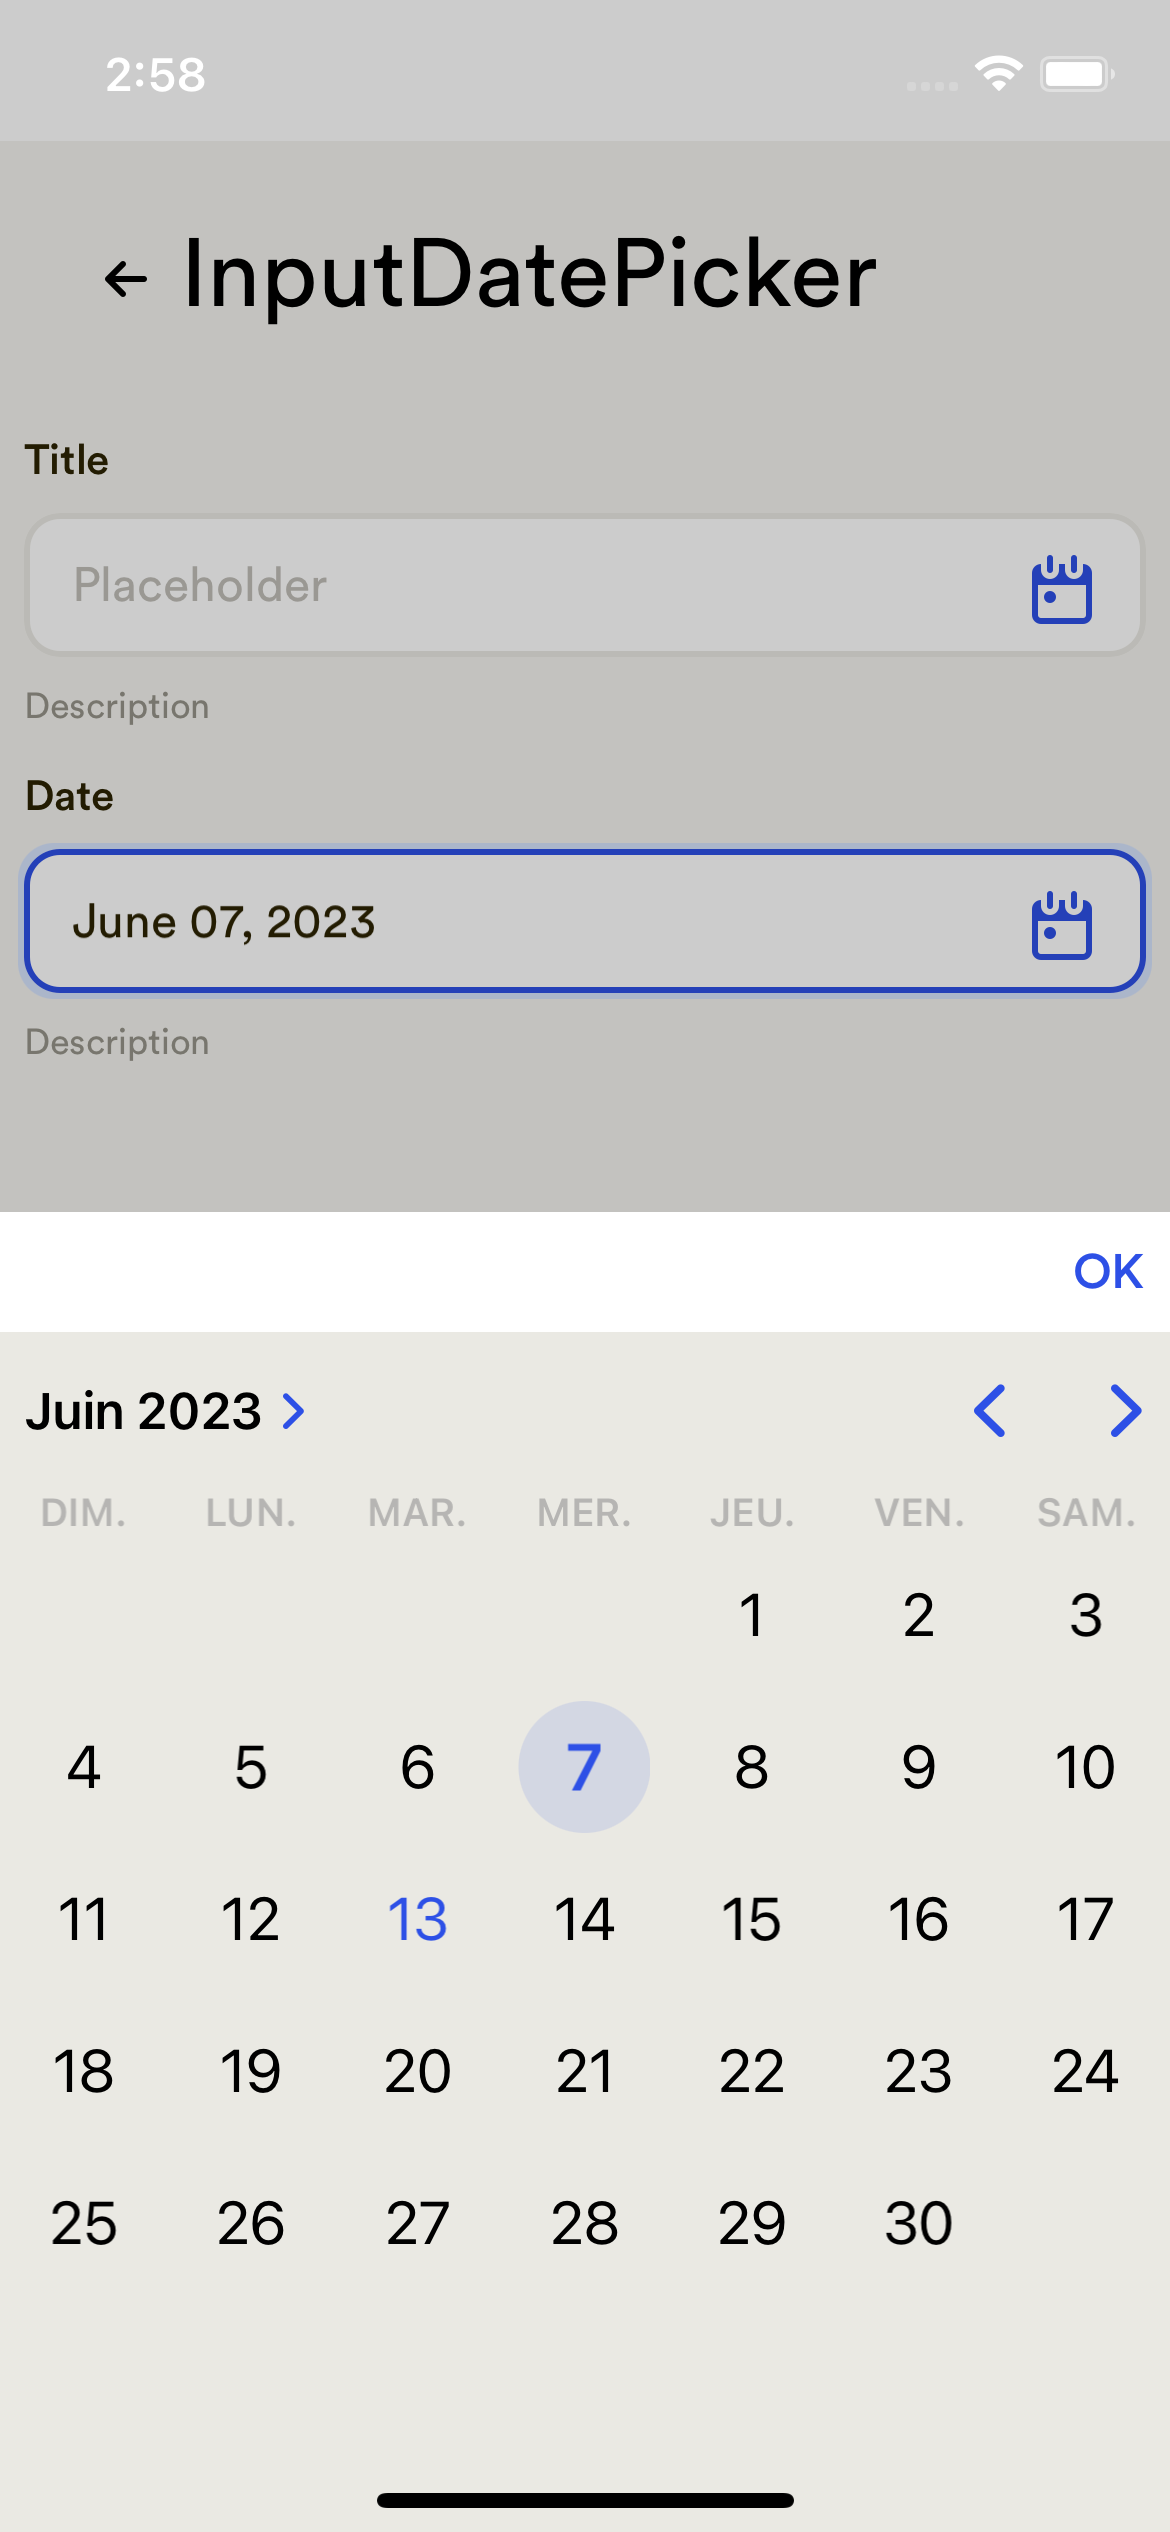 2:58
InputDatePicker
Title
Placeholder
Description
Date
June 07, 2023
Description
OK
Juin 2023
DIM. LUN. MAR. MER. JEU. VEN. SAM.
1 2 3
4 5 6 7 8 9 10
11 12 13 14 15 16 17
18 19 20 21 22 23 24
25 26 27 28 29 30